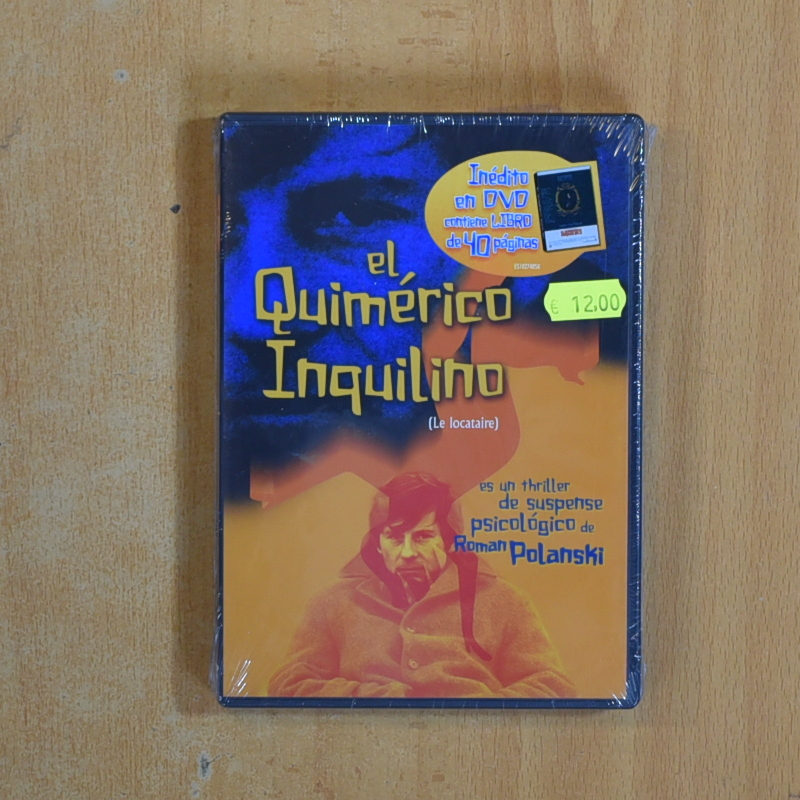 Inédito
en DVD
contiene LIBRO
de 40 páginas
el
Quimérico
€ 12,00
Inquilino
(Le locataire)
es un thriller
de suspense
psicológico de
Roman Polanski